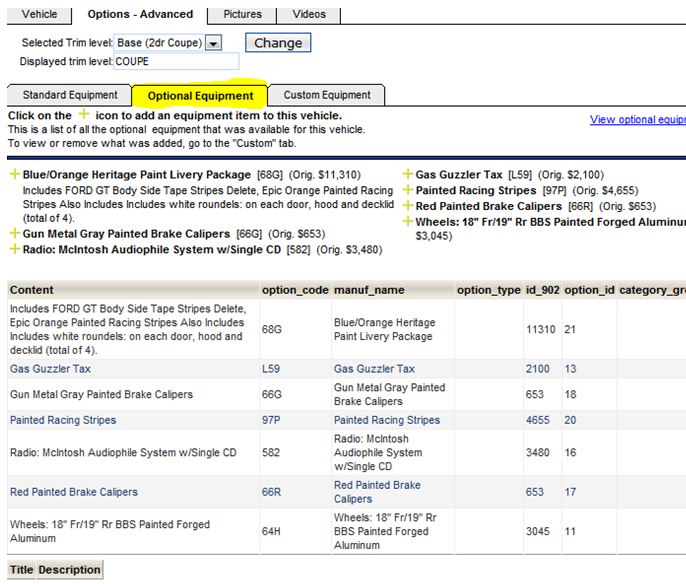 Vehicle Options - Advanced Pictures Videos
Selected Trim level: Base (2dr Coupe) Change
Displayed trim level: COUPE
Standard Equipment Optional Equipment Custom Equipment
Click on the + icon to add an equipment item to this vehicle.
This is a list of all the optional equipment that was available for this vehicle. View optional equip
To view or remove what was added, go to the "Custom" tab.
+ Blue/Orange Heritage Paint Livery Package [68G] (Orig. $11,310)
Includes FORD GT Body Side Tape Stripes Delete, Epic Orange Painted Racing
Stripes Also Includes Includes white roundels: on each door, hood and decklid
(total of 4).
+ Gun Metal Gray Painted Brake Calipers [66G] (Orig. $653)
+ Radio: McIntosh Audiophile System w/Single CD [582] (Orig. $3,480)
+ Gas Guzzler Tax [L59] (Orig. $2,100)
+ Painted Racing Stripes [97P] (Orig. $4,655)
+ Red Painted Brake Calipers [66R] (Orig. $653)
+ Wheels: 18" Fr/19" Rr BBS Painted Forged Aluminu
$3,045)
Content option_code manuf_name option_type id_902 option_id category_gr
Includes FORD GT Body Side Tape Stripes Delete,
Epic Orange Painted Racing Stripes Also Includes
Includes white roundels: on each door, hood and
decklid (total of 4).
68G
Blue/Orange Heritage
Paint Livery Package
11310 21
Gas Guzzler Tax L59 Gas Guzzler Tax 2100 13
Gun Metal Gray Painted Brake Calipers 66G
Gun Metal Gray Painted
Brake Calipers
653 18
Painted Racing Stripes 97P Painted Racing Stripes 4655 20
Radio: McIntosh Audiophile System w/Single CD 582
Radio: McIntosh
Audiophile System
w/Single CD
3480 16
Red Painted Brake Calipers 66R
Red Painted Brake
Calipers
653 17
Wheels: 18" Fr/19" Rr BBS Painted Forged
Aluminum
64H
Wheels: 18" Fr/19" Rr
BBS Painted Forged
Aluminum
3045 11
Title Description